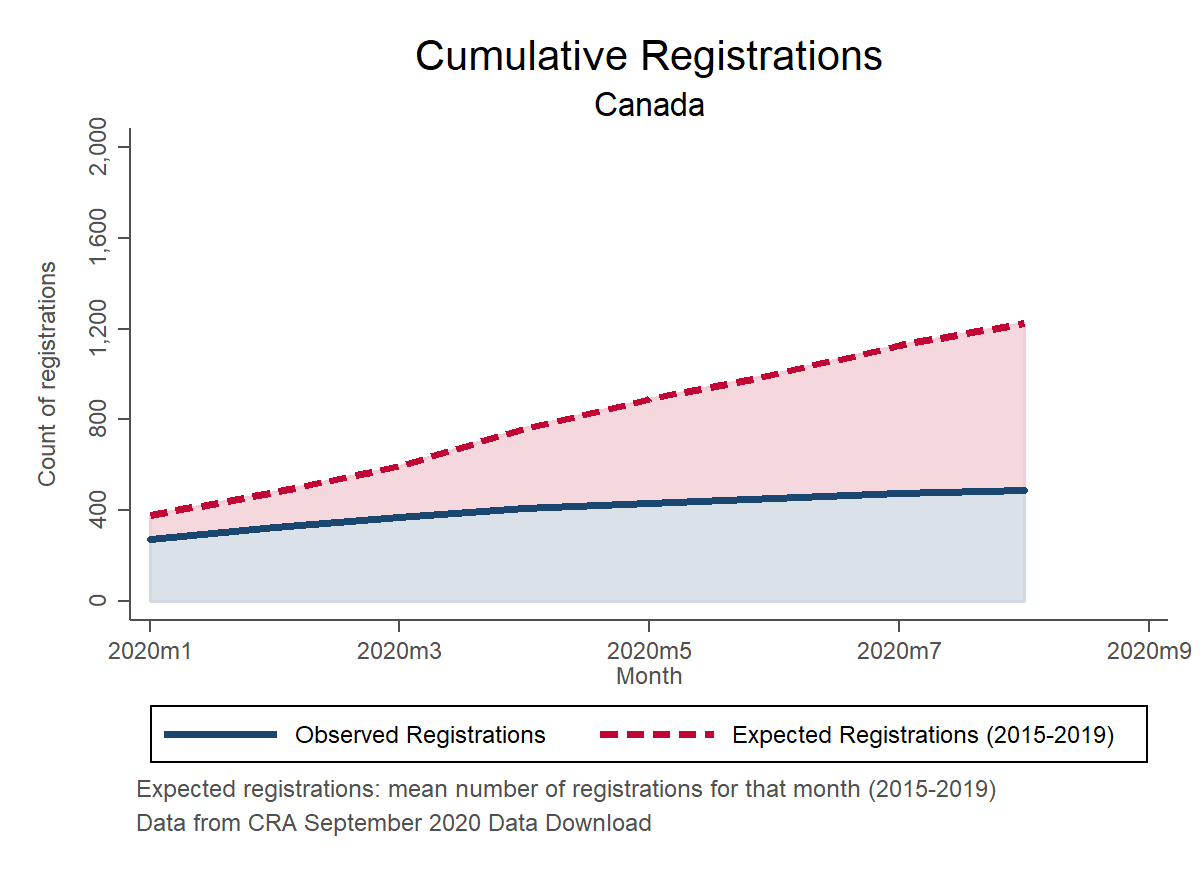 Cumulative Registrations
Canada
Count of registrations
2,000
1,600
1,200
800
400
0
2020m1 2020m3 2020m5 2020m7 2020m9
Month
Observed Registrations Expected Registrations (2015-2019)
Expected registrations: mean number of registrations for that month (2015-2019)
Data from CRA September 2020 Data Download